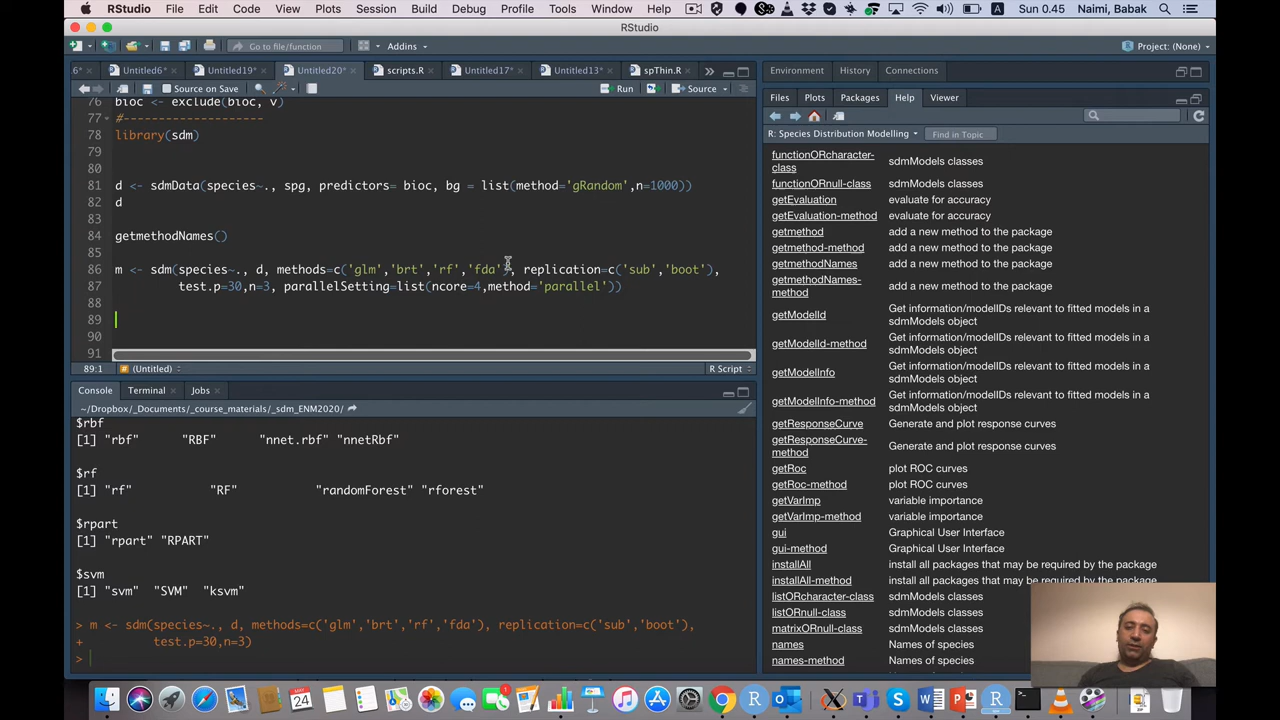 RStudio File Edit Code View Plots Session Build Debug Profile Tools Window Help Sun 0.45 Naimi, Babak
RStudio
Go to file/function Addins Project: (None)
.6* Untitled6* Untitled19* Untitled20* scripts.R Untitled17* Untitled13* spThin.R
Source on Save Run Source
76 bioc <- exclude(bioc, v)
77 #--------------------
78 library(sdm)
79
80
81 d <- sdmData(species~., spg, predictors= bioc, bg = list(method='gRandom',n=1000))
82 d
83
84 getmethodNames()
85
86 m <- sdm(species~., d, methods=c('glm','brt','rf','fda'), replication=c('sub','boot'),
87 test.p=30,n=3, parallelSetting=list(ncore=4,method='parallel'))
88
89
90
91
89:1 (Untitled) R Script
Console Terminal Jobs
~/Dropbox/_Documents/_course_materials/_sdm_ENM2020/
$rbf
[1] "rbf" "RBF" "nnet.rbf" "nnetRbf"
$rf
[1] "rf" "RF" "randomForest" "rforest"
$rpart
[1] "rpart" "RPART"
$svm
[1] "svm" "SVM" "ksvm"
> m <- sdm(species~., d, methods=c('glm','brt','rf','fda'), replication=c('sub','boot'),
+ test.p=30,n=3)
>
Environment History Connections
Files Plots Packages Help Viewer
R: Species Distribution Modelling Find in Topic
functionORcharacter-class sdmModels classes
functionORnull-class sdmModels classes
getEvaluation evaluate for accuracy
getEvaluation-method evaluate for accuracy
getmethod add a new method to the package
getmethod-method add a new method to the package
getmethodNames add a new method to the package
getmethodNames-method add a new method to the package
getModelId Get information/modelIDs relevant to fitted models in a sdmModels object
getModelId-method Get information/modelIDs relevant to fitted models in a sdmModels object
getModelInfo Get information/modelIDs relevant to fitted models in a sdmModels object
getModelInfo-method Get information/modelIDs relevant to fitted models in a sdmModels object
getResponseCurve Generate and plot response curves
getResponseCurve-method Generate and plot response curves
getRoc plot ROC curves
getRoc-method plot ROC curves
getVarImp variable importance
getVarImp-method variable importance
gui Graphical User Interface
gui-method Graphical User Interface
installAll install all packages that may be required by the package
installAll-method install all packages that may be required by the package
listORcharacter-class sdmModels classes
listORnull-class sdmModels classes
matrixORnull-class sdmModels classes
names Names of species
names-method Names of species